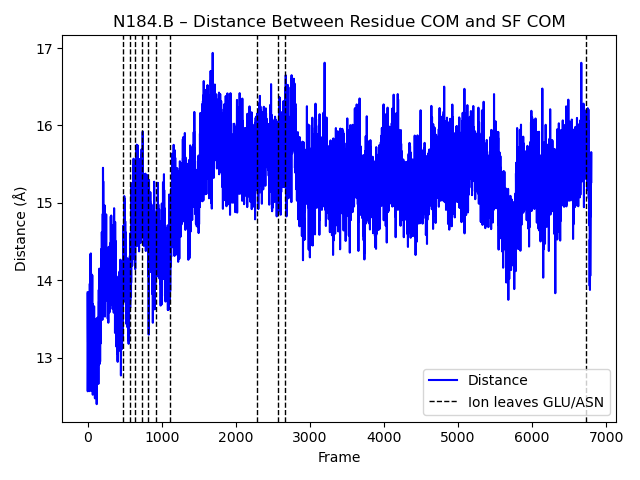 N184.B – Distance Between Residue COM and SF COM
17
16
15
14
13
Distance (Å)
0 1000 2000 3000 4000 5000 6000 7000
Frame
Distance
Ion leaves GLU/ASN